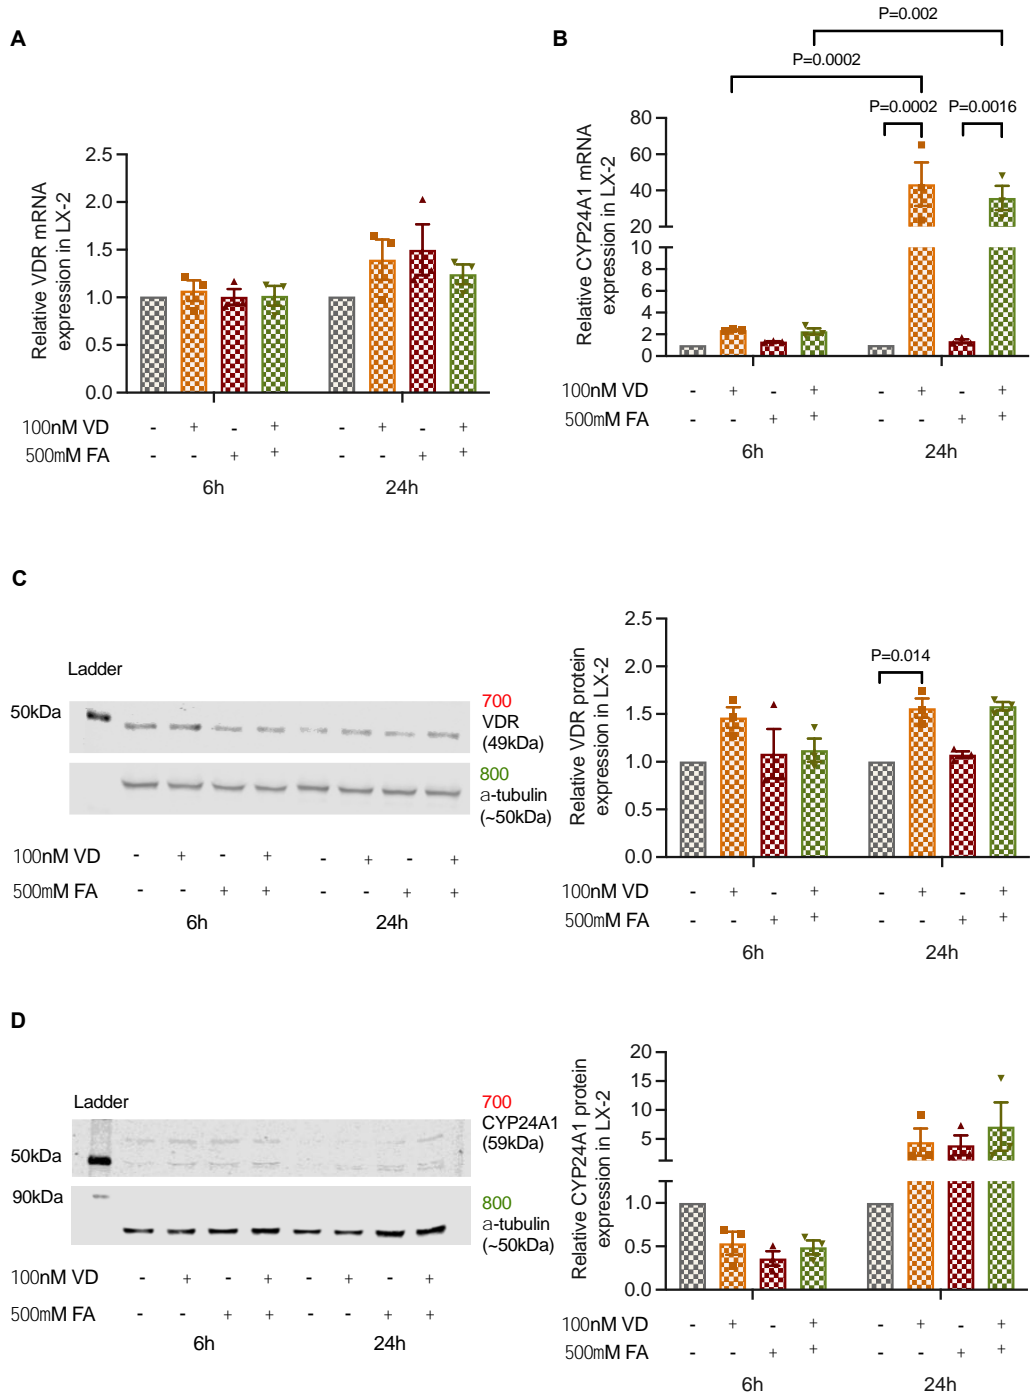 A
Relative VDR mRNA
expression in LX-2
2.5
2.0
1.5
1.0
0.5
0.0
100nM VD - + - + - + - +
500mM FA - - + + - - + +
6h 24h
B
P=0.002
P=0.0002
P=0.0002 P=0.0016
Relative CYP24A1 mRNA
expression in LX-2
80
60
40
20
10
8
6
4
2
0
100nM VD - + - + - + - +
500mM FA - - + + - - + +
6h 24h
C
Ladder
50kDa
700
VDR
(49kDa)
800
a-tubulin
(~50kDa)
100nM VD - + - + - + - +
500mM FA - - + + - - + +
6h 24h
Relative VDR protein
expression in LX-2
2.5
2.0
1.5
1.0
0.5
0.0
P=0.014
100nM VD - + - + - + - +
500mM FA - - + + - - + +
6h 24h
D
Ladder
50kDa
90kDa
700
CYP24A1
(59kDa)
800
a-tubulin
(~50kDa)
100nM VD - + - + - + - +
500mM FA - - + + - - + +
6h 24h
Relative CYP24A1 protein
expression in LX-2
20
15
10
5
1.0
0.5
0.0
100nM VD - + - + - + - +
500mM FA - - + + - - + +
6h 24h